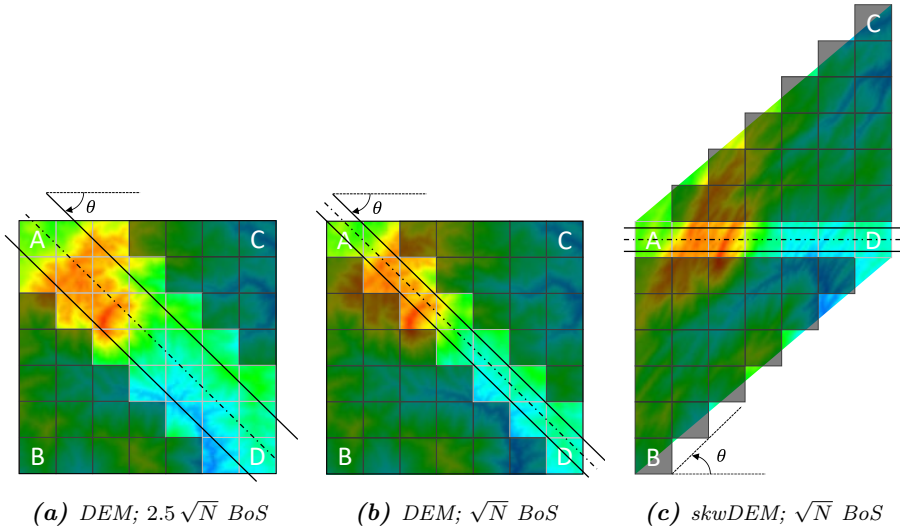 θ
A
C
B
D
θ
A
C
B
D
C
A
D
B
θ
(a) DEM; 2.5 √N BoS
(b) DEM; √N BoS
(c) skwDEM; √N BoS